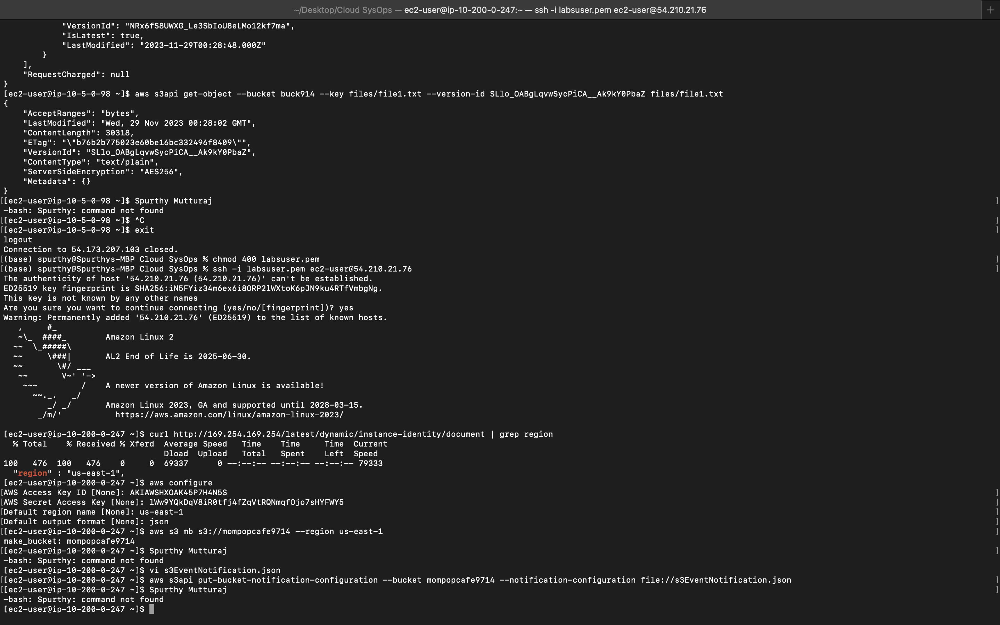 ~/Desktop/Cloud SysOps — ec2-user@ip-10-200-0-247:~ — ssh -i labsuser.pem ec2-user@54.210.21.76
"VersionId": "NRx6fS8UWXG_Le3SbIoU8eLMo12kf7ma",
"IsLatest": true,
"LastModified": "2023-11-29T00:28:48.000Z"
}
],
"RequestCharged": null
}
[ec2-user@ip-10-5-0-98 ~]$ aws s3api get-object --bucket buck914 --key files/file1.txt --version-id SLlo_OABgLqvwSycPiCA__Ak9kY0PbaZ files/file1.txt
{
"AcceptRanges": "bytes",
"LastModified": "Wed, 29 Nov 2023 00:28:02 GMT",
"ContentLength": 30318,
"ETag": "\"b76b2b775023e60be16bc332496f8409\"",
"VersionId": "SLlo_OABgLqvwSycPiCA__Ak9kY0PbaZ",
"ContentType": "text/plain",
"ServerSideEncryption": "AES256",
"Metadata": {}
}
[[ec2-user@ip-10-5-0-98 ~]$ Spurthy Mutturaj ]
-bash: Spurthy: command not found
[[ec2-user@ip-10-5-0-98 ~]$ ^C ]
[[ec2-user@ip-10-5-0-98 ~]$ exit ]
logout
Connection to 54.173.207.103 closed.
[(base) spurthy@Spurthys-MBP Cloud SysOps % chmod 400 labsuser.pem ]
[(base) spurthy@Spurthys-MBP Cloud SysOps % ssh -i labsuser.pem ec2-user@54.210.21.76 ]
The authenticity of host '54.210.21.76 (54.210.21.76)' can't be established.
ED25519 key fingerprint is SHA256:iN5FYiz34m6ex6i8ORP2lWXtoK6pJN9ku4RTfVmbgNg.
This key is not known by any other names
Are you sure you want to continue connecting (yes/no/[fingerprint])? yes
Warning: Permanently added '54.210.21.76' (ED25519) to the list of known hosts.
,     #_
~\_  ####_        Amazon Linux 2
~~  \_#####\
~~     \###|       AL2 End of Life is 2025-06-30.
~~       \#/ ___
~~       V~' '->
~~~         /    A newer version of Amazon Linux is available!
~~._.   _/
_/ _/       Amazon Linux 2023, GA and supported until 2028-03-15.
_/m/'           https://aws.amazon.com/linux/amazon-linux-2023/
[ec2-user@ip-10-200-0-247 ~]$ curl http://169.254.169.254/latest/dynamic/instance-identity/document | grep region
% Total    % Received % Xferd  Average Speed   Time    Time     Time  Current
Dload  Upload   Total   Spent    Left  Speed
100   476  100   476    0     0  69337      0 --:--:-- --:--:-- --:--:-- 79333
"region" : "us-east-1",
[ec2-user@ip-10-200-0-247 ~]$ aws configure
[AWS Access Key ID [None]: AKIAWSHXOAK45P7H4N5S ]
[AWS Secret Access Key [None]: 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 ]
[Default region name [None]: us-east-1 ]
[Default output format [None]: json ]
[[ec2-user@ip-10-200-0-247 ~]$ aws s3 mb s3://mompopcafe9714 --region us-east-1 ]
make_bucket: mompopcafe9714
[[ec2-user@ip-10-200-0-247 ~]$ Spurthy Mutturaj ]
-bash: Spurthy: command not found
[ec2-user@ip-10-200-0-247 ~]$ vi s3EventNotification.json
[[ec2-user@ip-10-200-0-247 ~]$ aws s3api put-bucket-notification-configuration --bucket mompopcafe9714 --notification-configuration file://s3EventNotification.json ]
[[ec2-user@ip-10-200-0-247 ~]$ Spurthy Mutturaj ]
-bash: Spurthy: command not found
[ec2-user@ip-10-200-0-247 ~]$